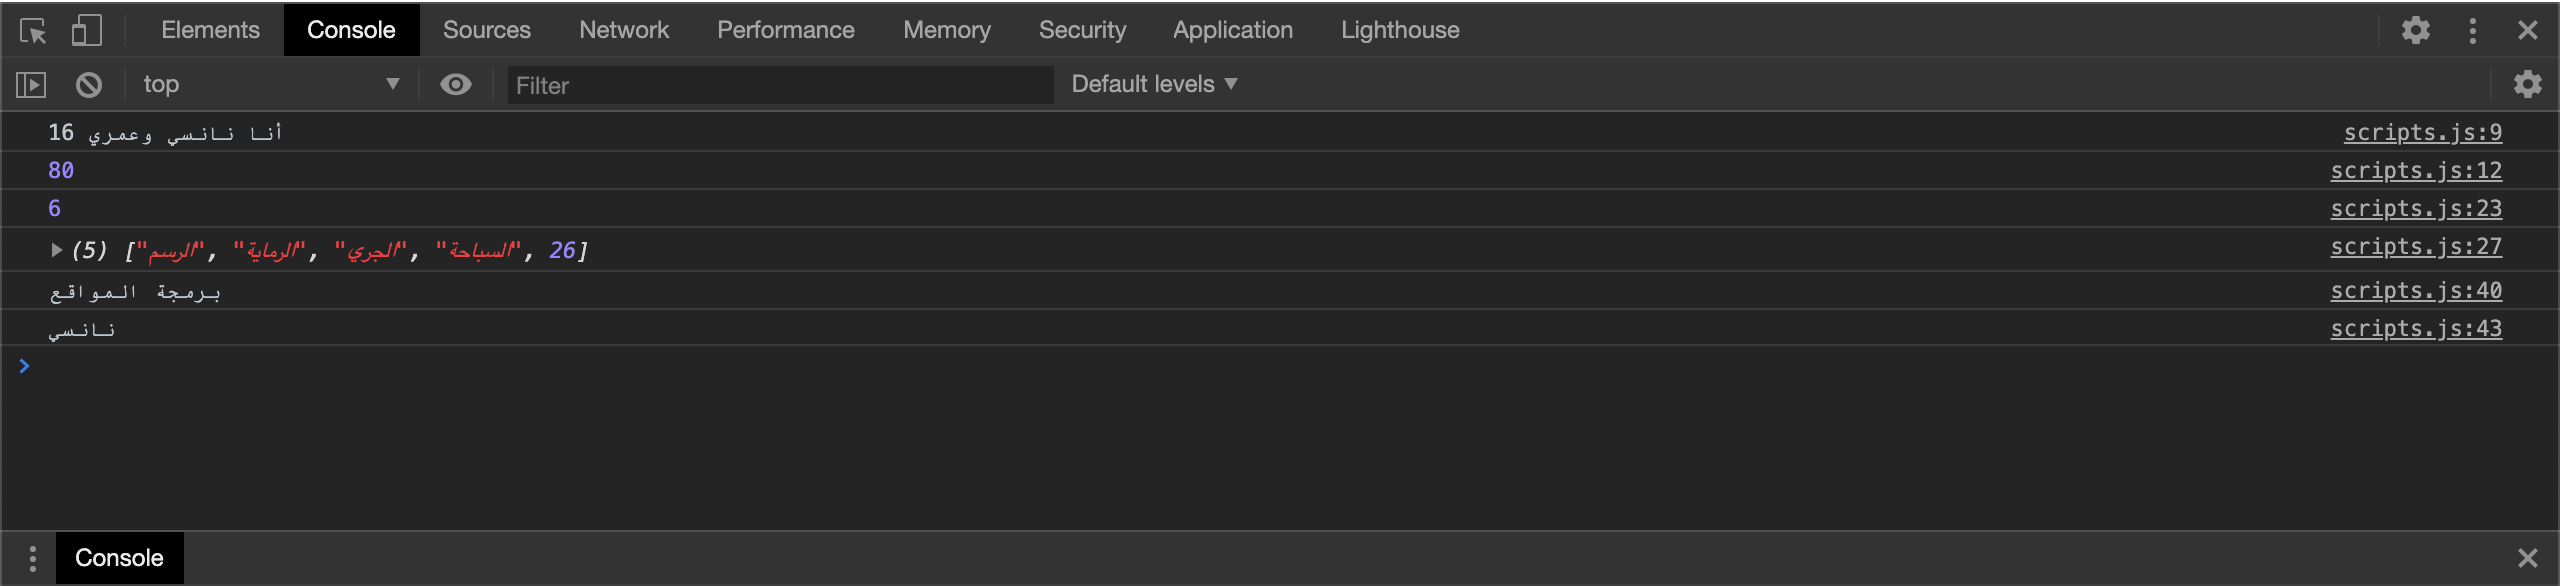 Elements Console Sources Network Performance Memory Security Application Lighthouse
top Filter Default levels
أنا نانسي وعمري 16 scripts.js:9
80 scripts.js:12
6 scripts.js:23
(5) ["الرسم", "الرماية", "الجري", "السباحة", 26] scripts.js:27
برمجة المواقع scripts.js:40
نانسي scripts.js:43
Console